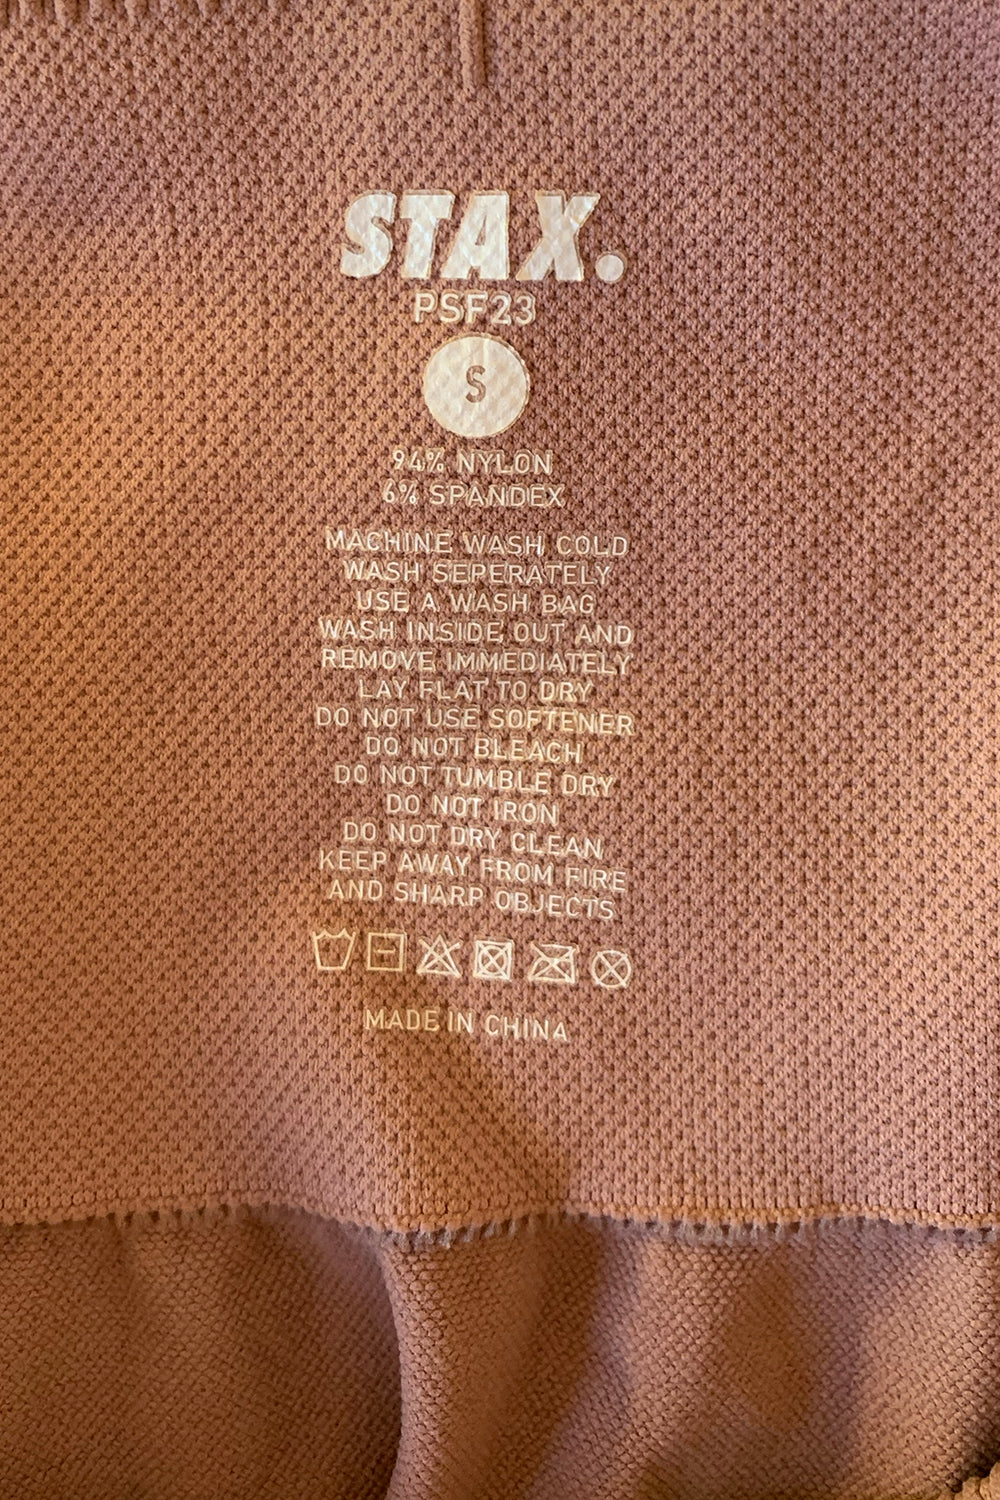 STAX.
PSF23
S
94% NYLON
6% SPANDEX
MACHINE WASH COLD
WASH SEPERATELY
USE A WASH BAG
WASH INSIDE OUT AND
REMOVE IMMEDIATELY
LAY FLAT TO DRY
DO NOT USE SOFTENER
DO NOT BLEACH
DO NOT TUMBLE DRY
DO NOT IRON
DO NOT DRY CLEAN
KEEP AWAY FROM FIRE
AND SHARP OBJECTS
MADE IN CHINA